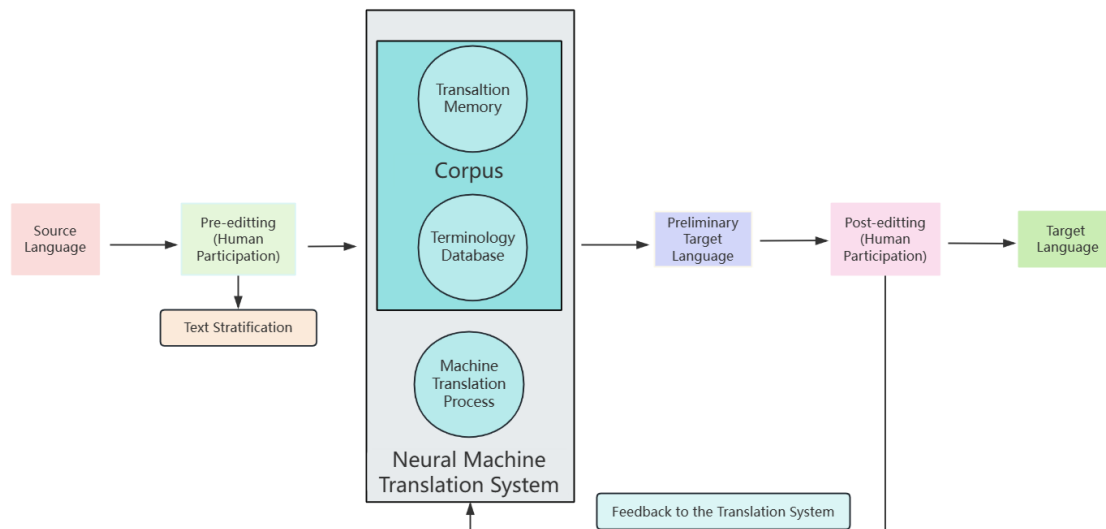 Source
Language
Pre-editting
(Human
Participation)
Text Stratification
Transaltion
Memory
Corpus
Terminology
Database
Machine
Translation
Process
Neural Machine
Translation System
Preliminary
Target
Language
Post-editting
(Human
Participation)
Target
Language
Feedback to the Translation System